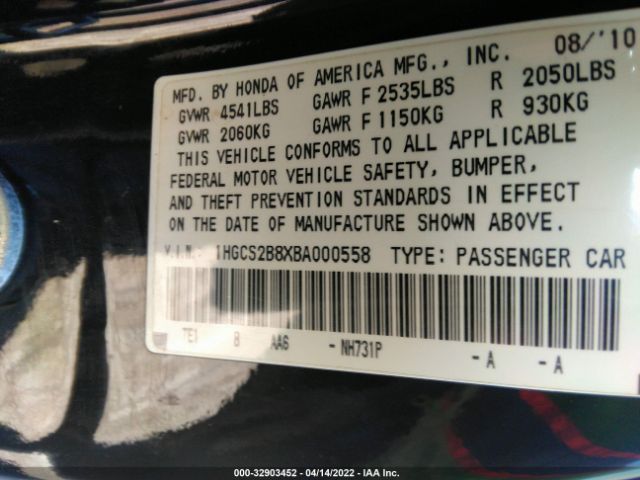 MFD. BY HONDA OF AMERICA MFG., INC. 08/'10
GVWR 4541LBS GAWR F 2535LBS R 2050LBS
GVWR 2060KG GAWR F 1150KG R 930KG
THIS VEHICLE CONFORMS TO ALL APPLICABLE
FEDERAL MOTOR VEHICLE SAFETY, BUMPER,
AND THEFT PREVENTION STANDARDS IN EFFECT
ON THE DATE OF MANUFACTURE SHOWN ABOVE.
V.I.N.: 1HGCS2B8XBA000558 TYPE: PASSENGER CAR
TE1 B AA6 - NH731P -A -A
000-32903452 - 04/14/2022 - IAA Inc.